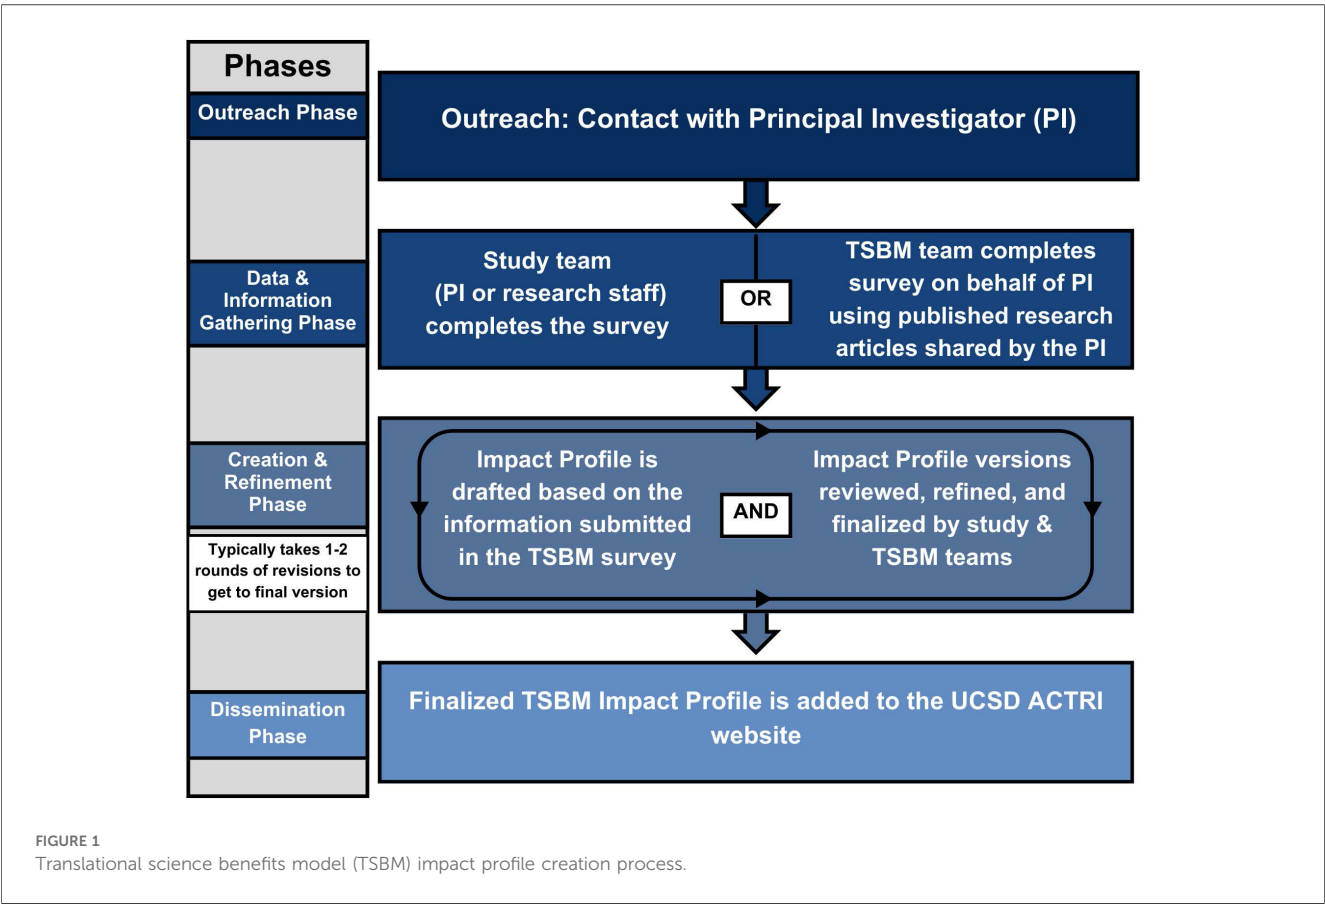 Phases
Outreach Phase
Outreach: Contact with Principal Investigator (PI)
Data &
Information
Gathering Phase
Study team
(PI or research staff)
completes the survey
OR
TSBM team completes
survey on behalf of PI
using published research
articles shared by the PI
Creation &
Refinement
Phase
Typically takes 1-2
rounds of revisions to
get to final version
Impact Profile is
drafted based on the
information submitted
in the TSBM survey
AND
Impact Profile versions
reviewed, refined, and
finalized by study &
TSBM teams
Dissemination
Phase
Finalized TSBM Impact Profile is added to the UCSD ACTRI
website
FIGURE 1
Translational science benefits model (TSBM) impact profile creation process.